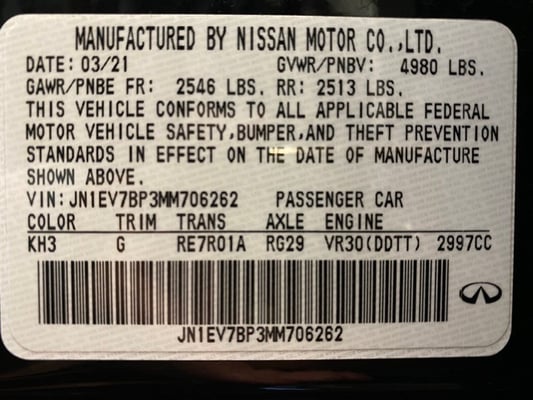 MANUFACTURED BY NISSAN MOTOR CO.,LTD.
DATE: 03/21 GVWR/PNBV: 4980 LBS.
GAWR/PNBE FR: 2546 LBS. RR: 2513 LBS.
THIS VEHICLE CONFORMS TO ALL APPLICABLE FEDERAL
MOTOR VEHICLE SAFETY,BUMPER,AND THEFT PREVENTION
STANDARDS IN EFFECT ON THE DATE OF MANUFACTURE
SHOWN ABOVE.
VIN: JN1EV7BP3MM706262 PASSENGER CAR
COLOR TRIM TRANS AXLE ENGINE
KH3 G RE7R01A RG29 VR30(DDTT) 2997CC
JN1EV7BP3MM706262